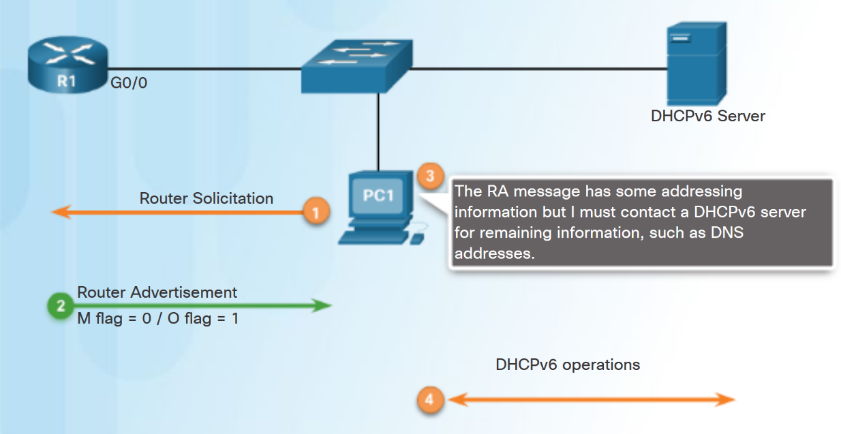 R1
G0/0
DHCPv6 Server
Router Solicitation
1
PC1
3
The RA message has some addressing
information but I must contact a DHCPv6 server
for remaining information, such as DNS
addresses.
2
Router Advertisement
M flag = 0 / O flag = 1
DHCPv6 operations
4